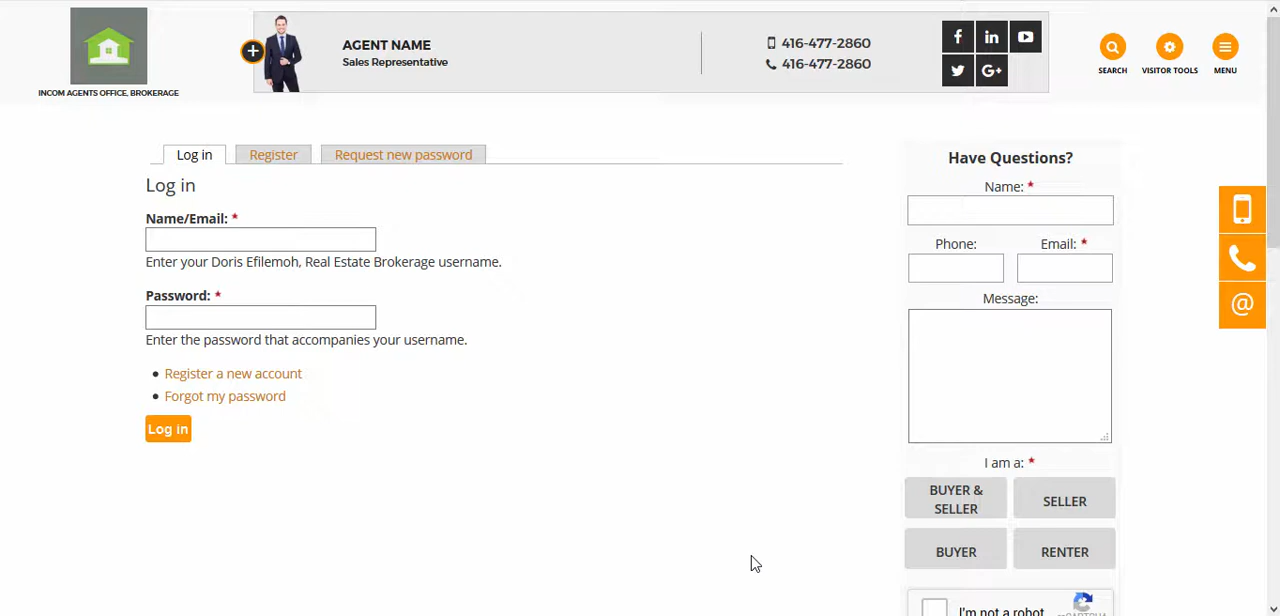 INCOM AGENTS OFFICE, BROKERAGE
AGENT NAME
Sales Representative
416-477-2860
416-477-2860
SEARCH
VISITOR TOOLS
MENU
Log in
Register
Request new password
Log in
Name/Email: *
Enter your Doris Efilemoh, Real Estate Brokerage username.
Password: *
Enter the password that accompanies your username.
Register a new account
Forgot my password
Log in
Have Questions?
Name: *
Phone:
Email: *
Message:
I am a: *
BUYER &
SELLER
SELLER
BUYER
RENTER
I'm not a robot